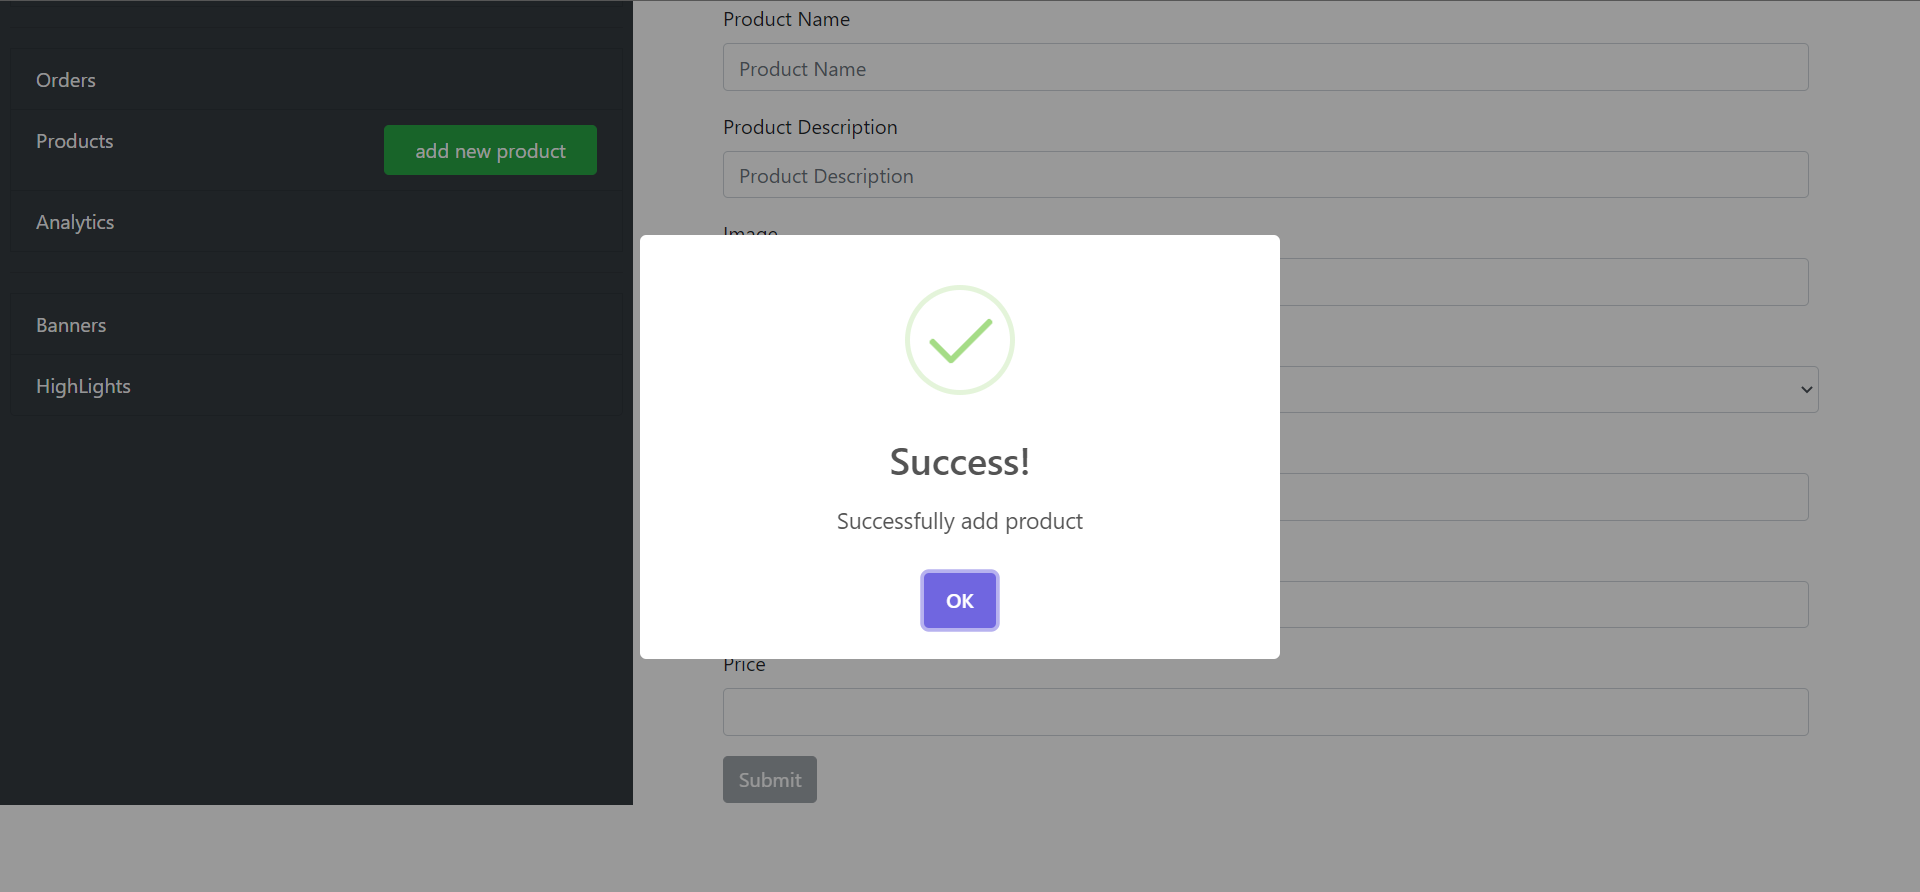 Orders
Products
add new product
Analytics
Banners
HighLights
Product Name
Product Name
Product Description
Product Description
Image
Success!
Successfully add product
OK
Price
Submit